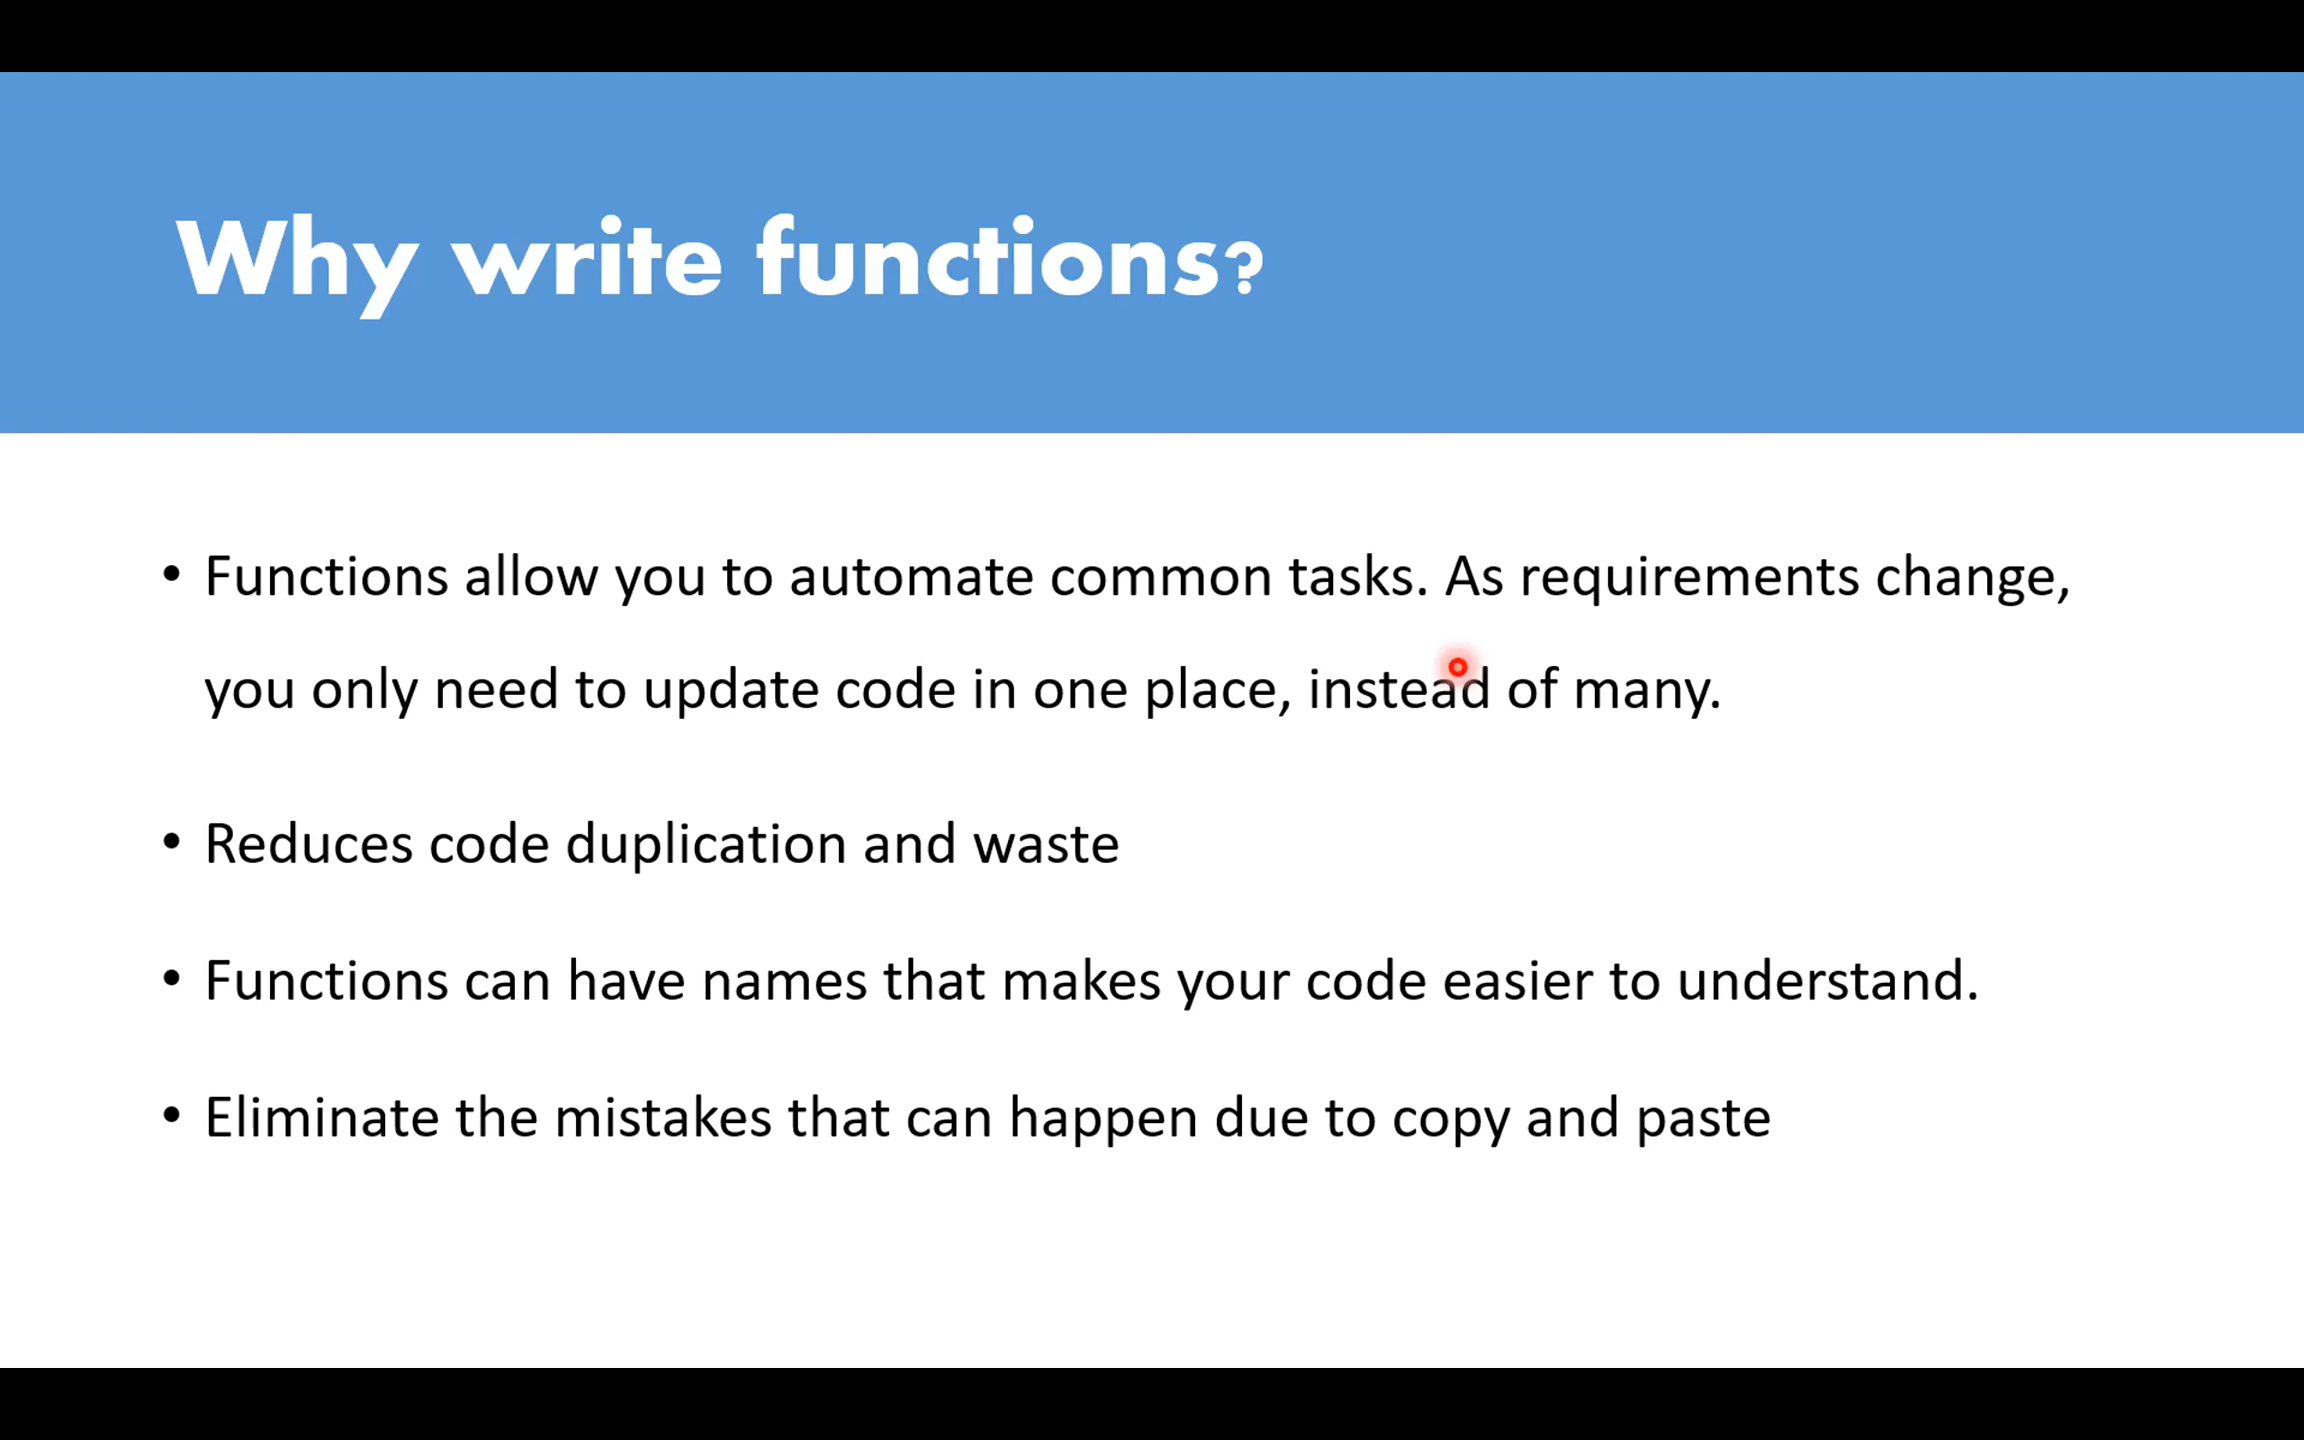 Why write functions?
• Functions allow you to automate common tasks. As requirements change,
you only need to update code in one place, instead of many.
• Reduces code duplication and waste
• Functions can have names that makes your code easier to understand.
• Eliminate the mistakes that can happen due to copy and paste